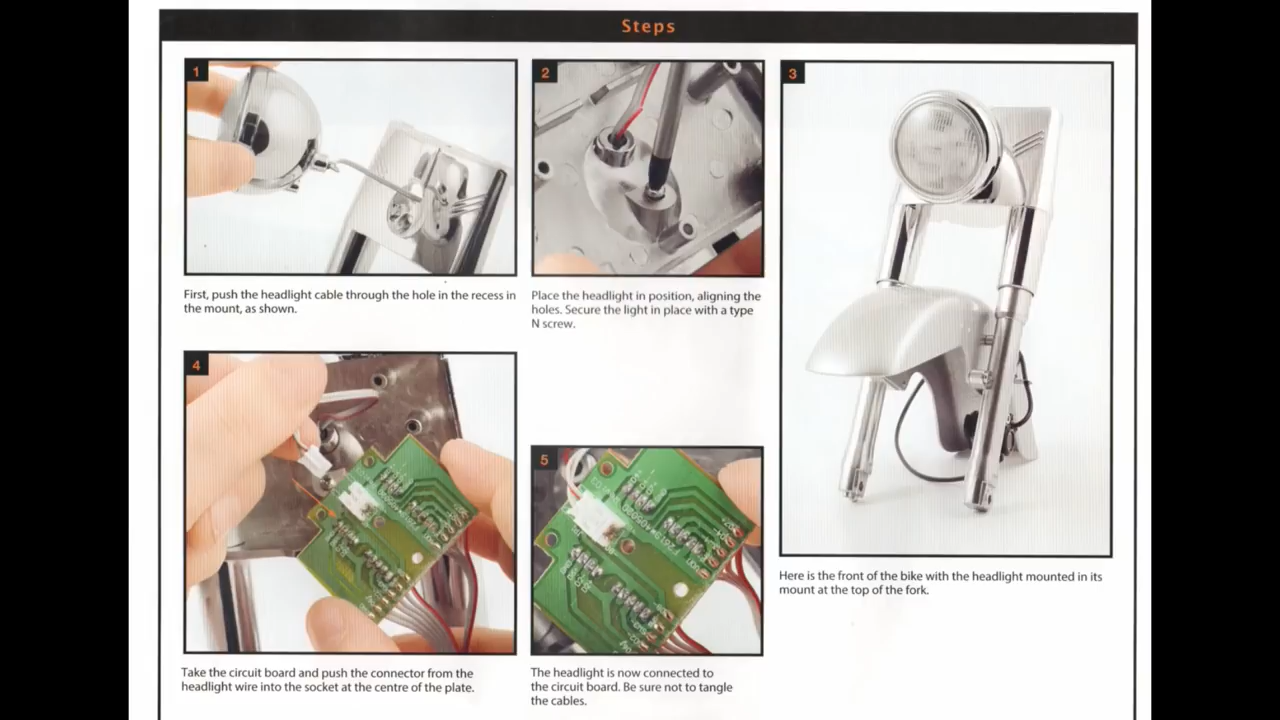 Steps
1
First, push the headlight cable through the hole in the recess in
the mount, as shown.
2
Place the headlight in position, aligning the
holes. Secure the light in place with a type
N screw.
3
Here is the front of the bike with the headlight mounted in its
mount at the top of the fork.
4
Take the circuit board and push the connector from the
headlight wire into the socket at the centre of the plate.
5
The headlight is now connected to
the circuit board. Be sure not to tangle
the cables.